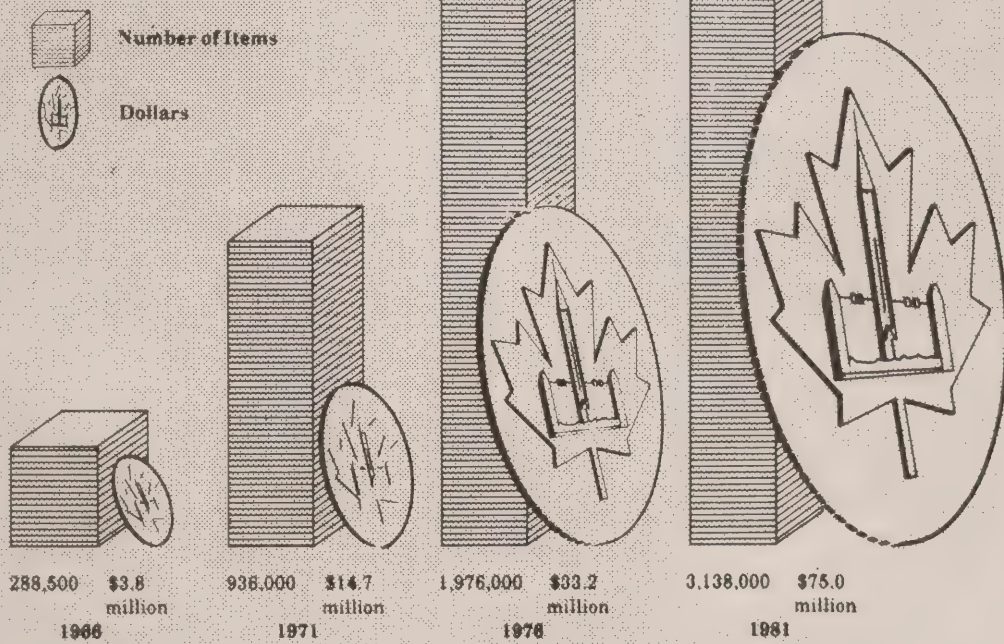 Number of Items
Dollars
288,500 $3.8 936,000 $14.7 1,976,000 $33.2 3,138,000 $75.0
million million million million
1966 1971 1976 1981